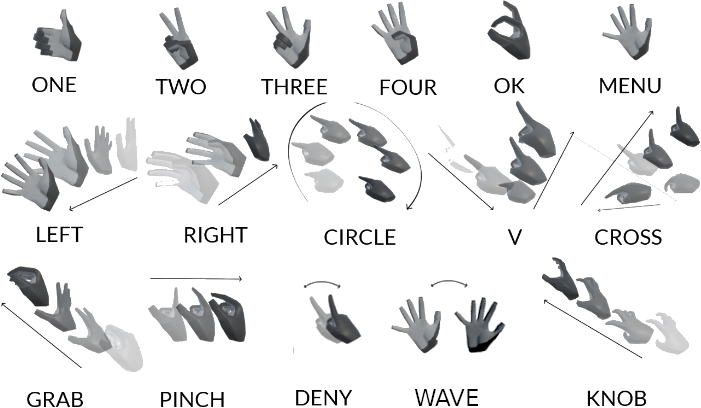 ONE TWO THREE FOUR OK MENU
LEFT RIGHT CIRCLE V CROSS
GRAB PINCH DENY WAVE KNOB